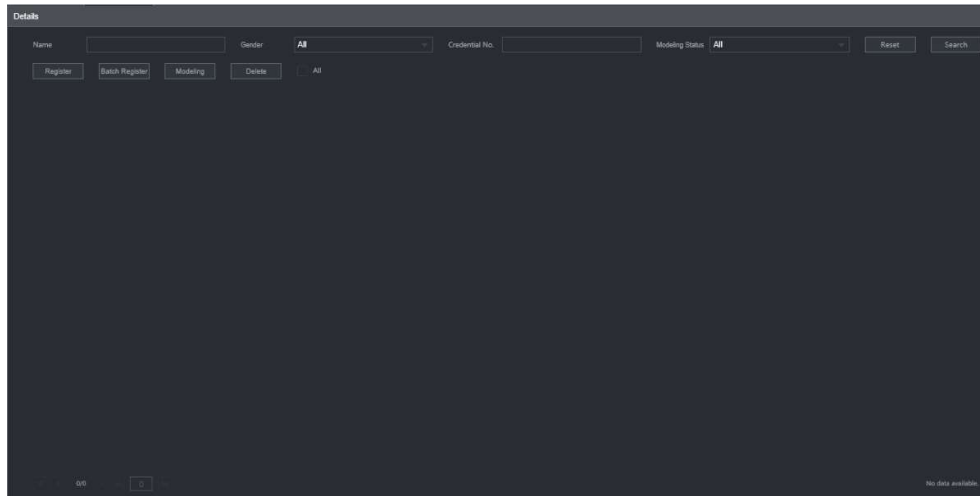 Details
Name Gender All Credential No. Modeling Status All Reset Search
Register Batch Register Modeling Delete All
0/0 0 No data available.